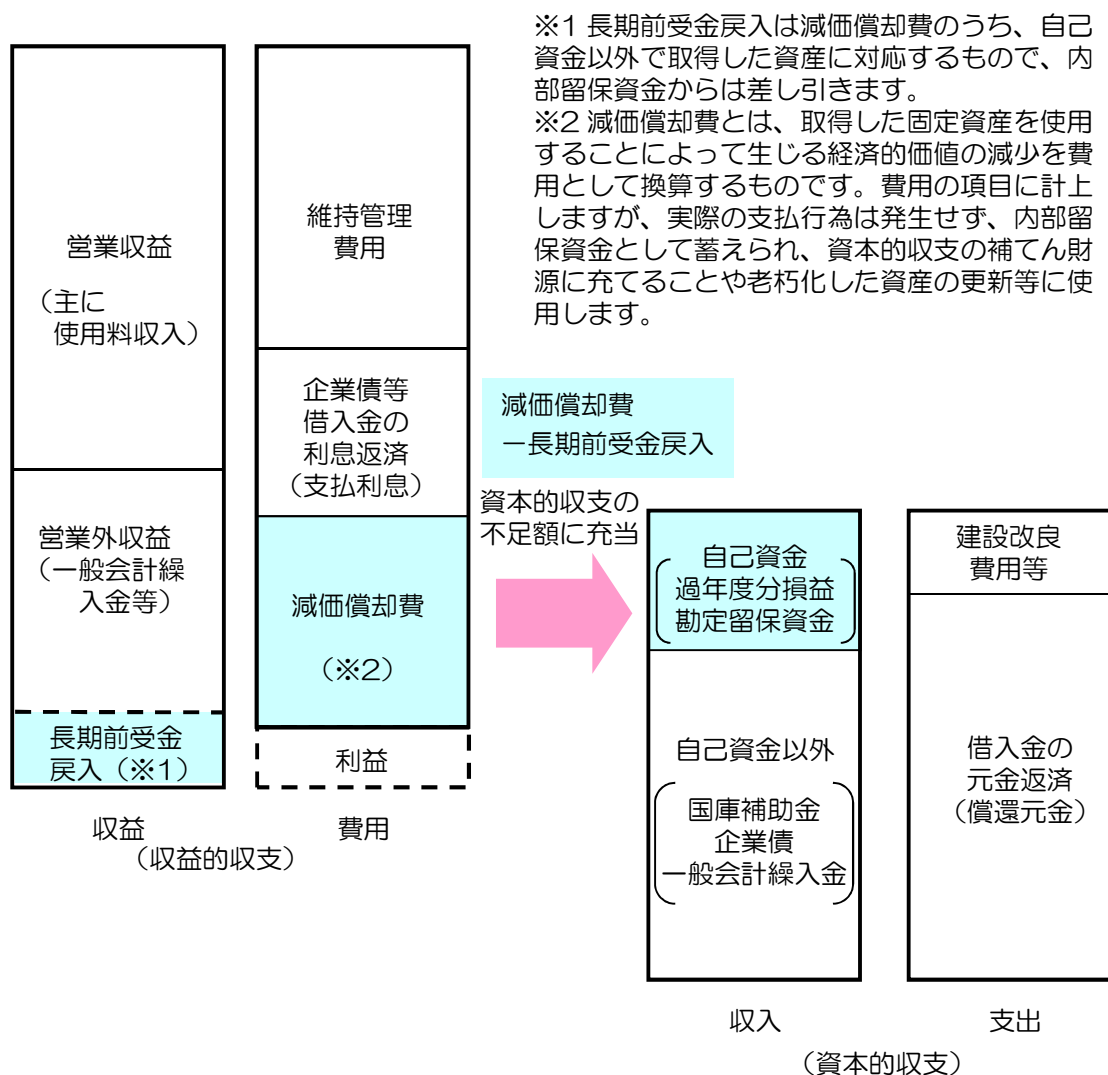 ※1 長期前受金戻入は減価償却費のうち、自己
資金以外で取得した資産に対応するもので、内
部留保資金からは差し引きます。
※2 減価償却費とは、取得した固定資産を使用
することによって生じる経済的価値の減少を費
用として換算するものです。費用の項目に計上
しますが、実際の支払行為は発生せず、内部留
保資金として蓄えられ、資本的収支の補てん財
源に充てることや老朽化した資産の更新等に使
用します。
営業収益
（主に
使用料収入）
営業外収益
（一般会計繰
入金等）
長期前受金
戻入（※1）
収益
維持管理
費用
企業債等
借入金の
利息返済
（支払利息）
減価償却費
（※2）
利益
費用
（収益的収支）
減価償却費
－長期前受金戻入
資本的収支の
不足額に充当
自己資金
過年度分損益
勘定留保資金
自己資金以外
国庫補助金
企業債
一般会計繰入金
収入
建設改良
費用等
借入金の
元金返済
（償還元金）
支出
（資本的収支）